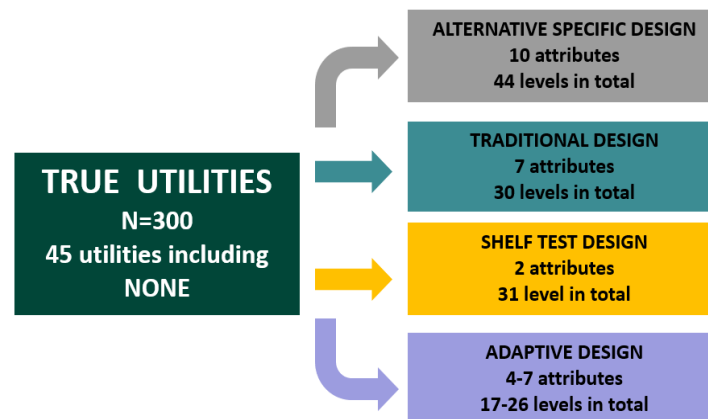 TRUE UTILITIES
N=300
45 utilities including
NONE
ALTERNATIVE SPECIFIC DESIGN
10 attributes
44 levels in total
TRADITIONAL DESIGN
7 attributes
30 levels in total
SHELF TEST DESIGN
2 attributes
31 level in total
ADAPTIVE DESIGN
4-7 attributes
17-26 levels in total